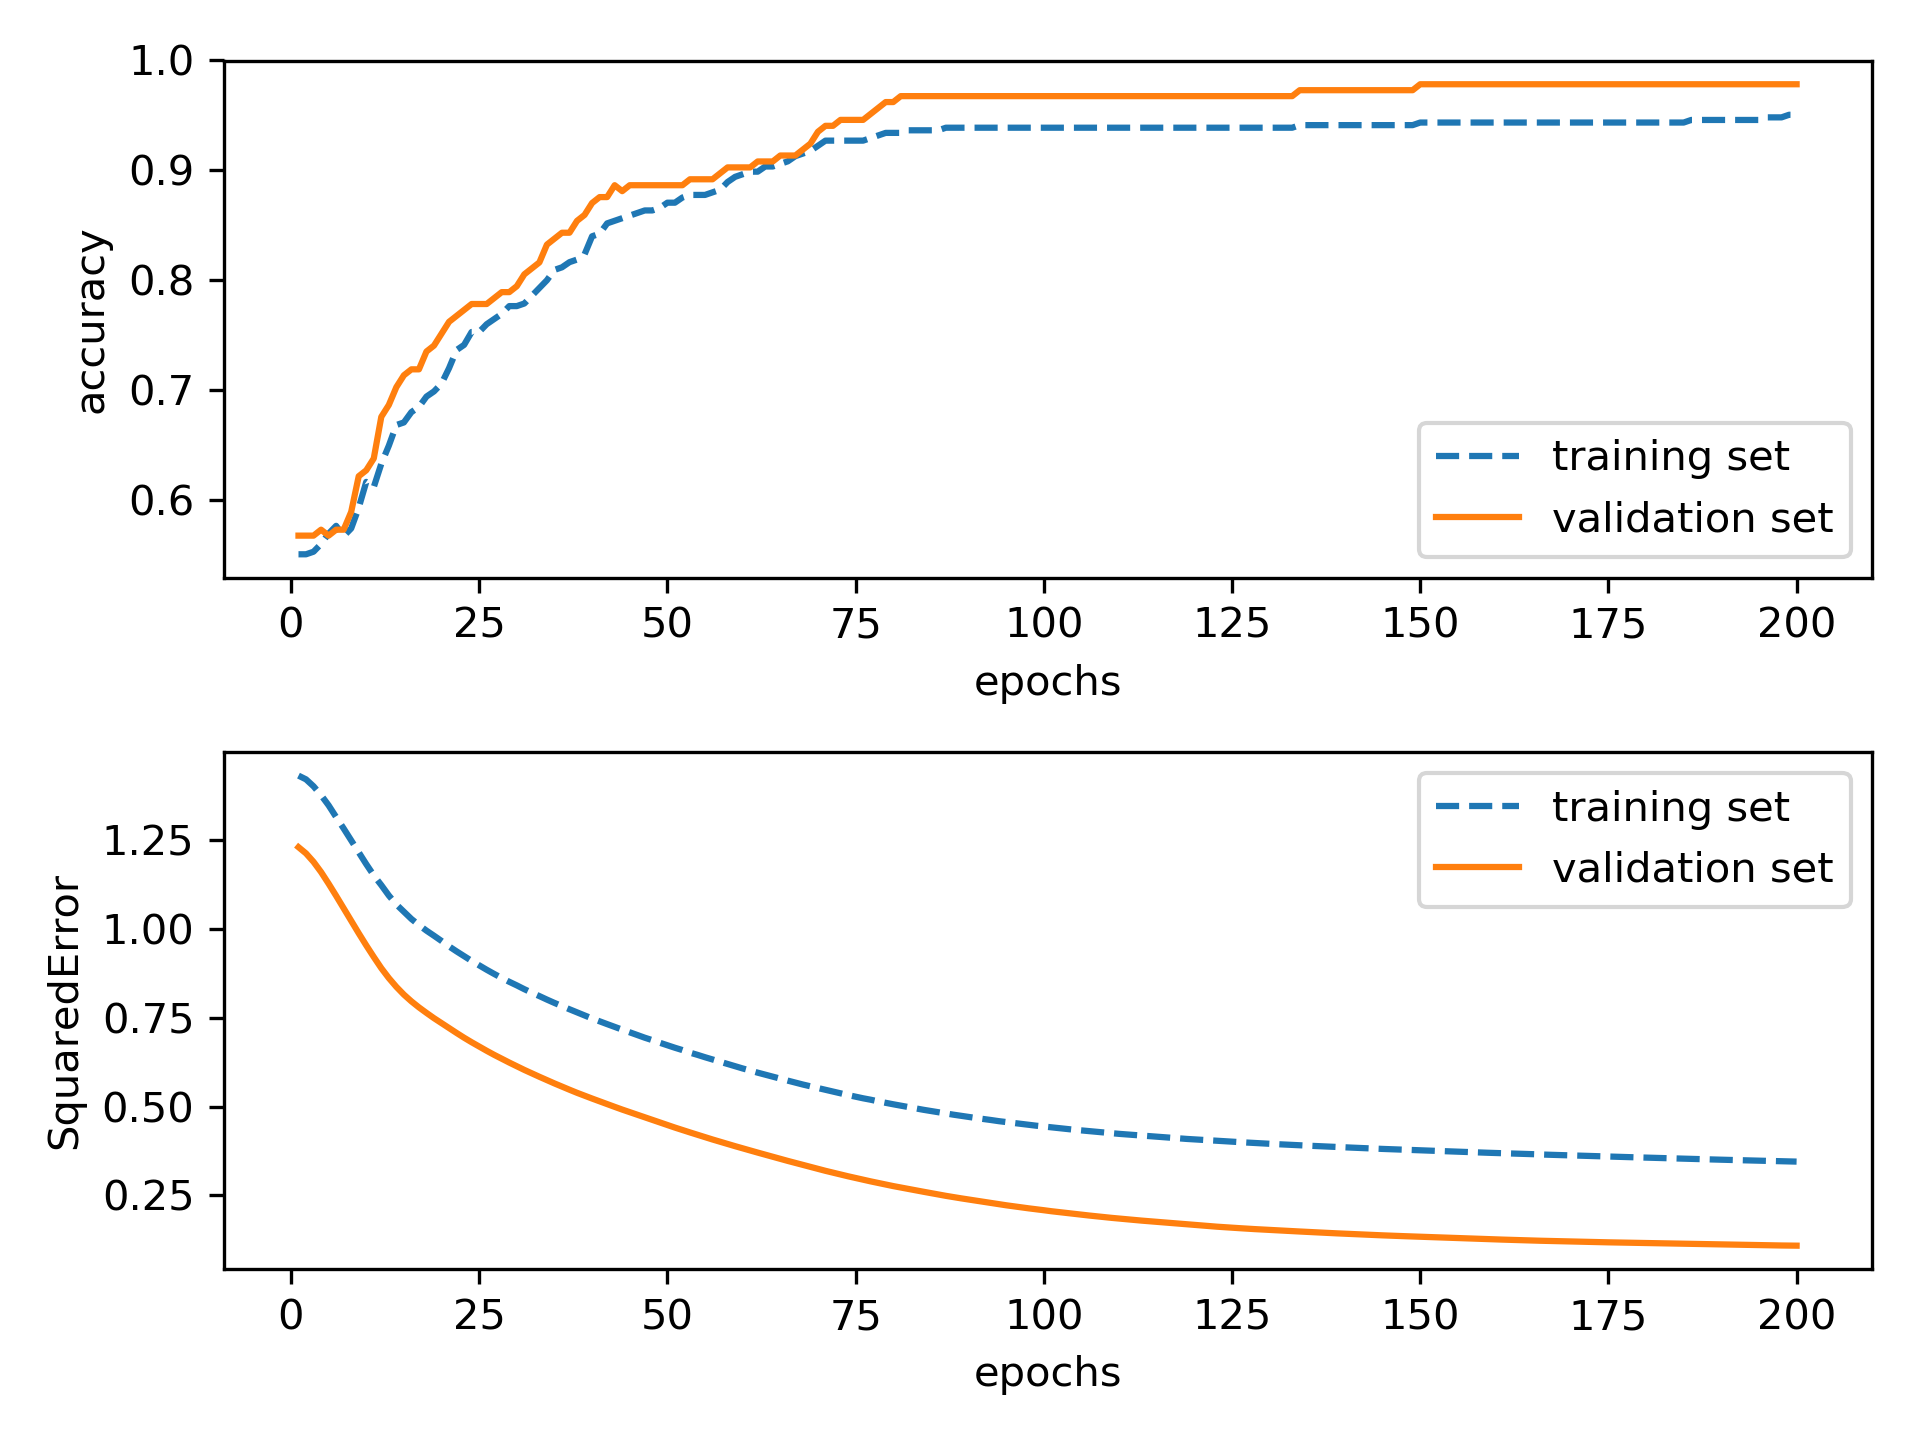 1.0
0.9
0.8
0.7
0.6
accuracy
training set
validation set
0 25 50 75 100 125 150 175 200
epochs
1.25
1.00
0.75
0.50
0.25
SquaredError
training set
validation set
0 25 50 75 100 125 150 175 200
epochs